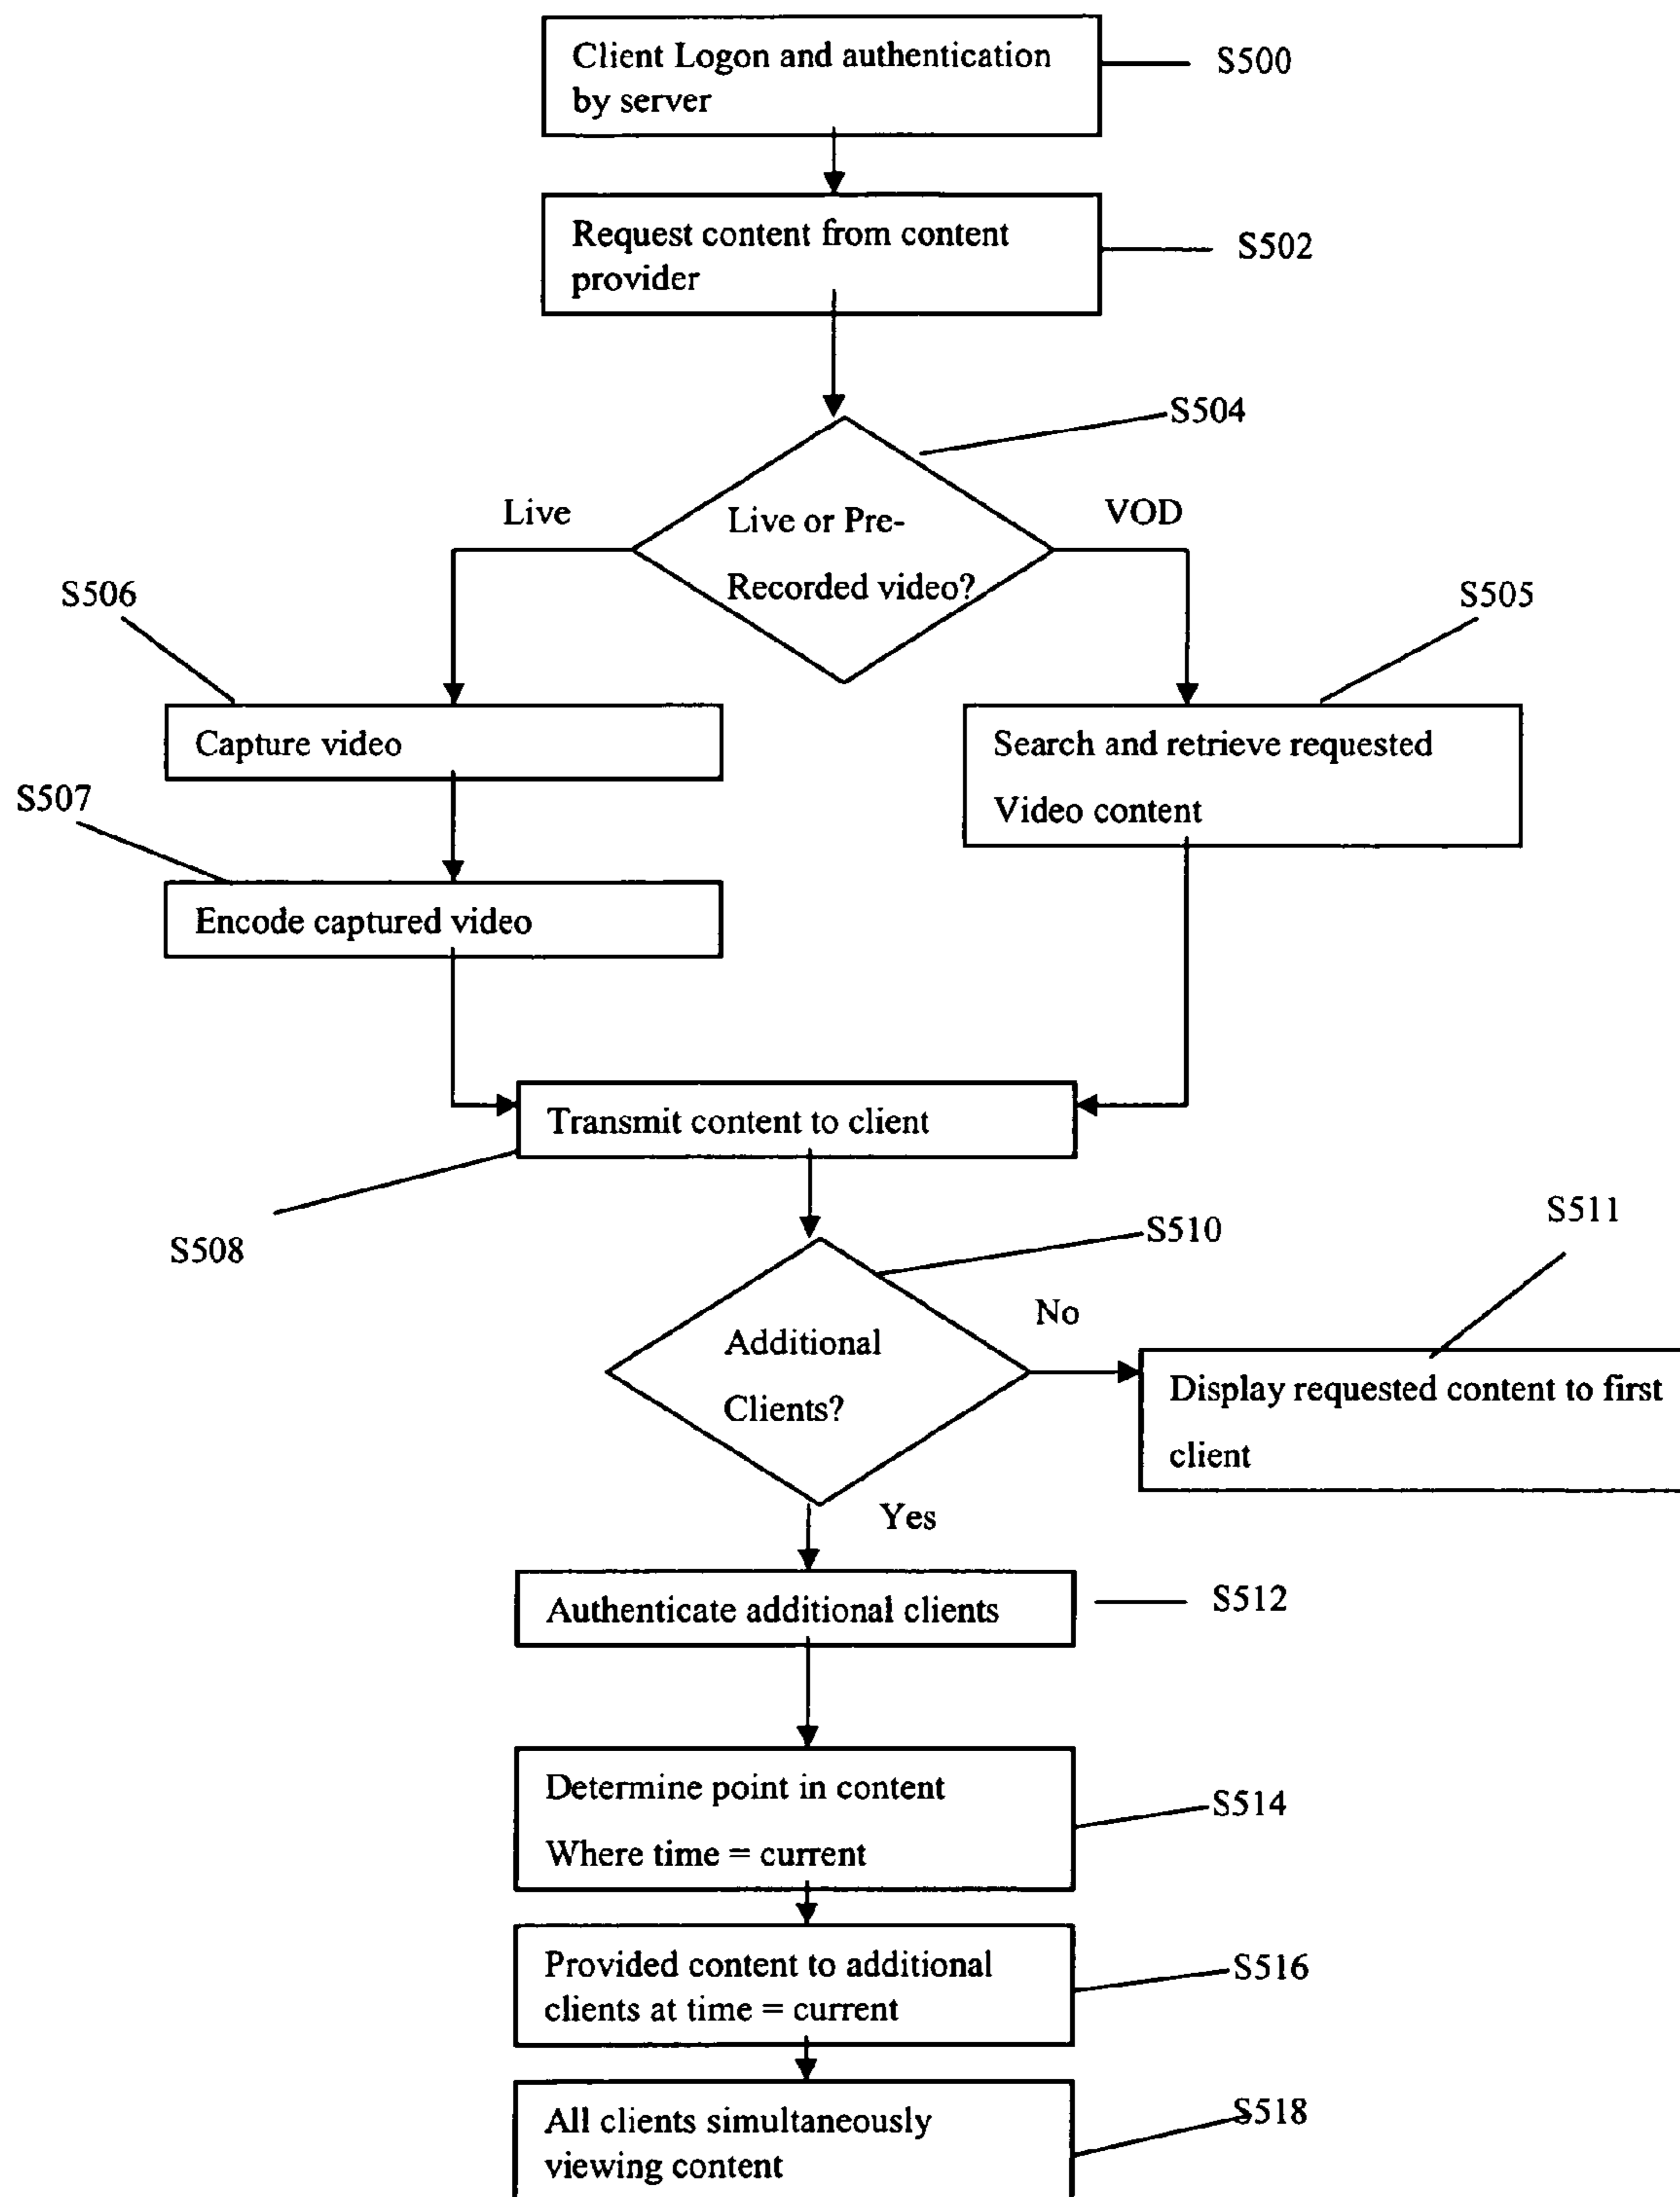 Client Logon and authentication
by server
S500
Request content from content
provider
S502
S504
Live
Live or Pre-
Recorded video?
VOD
S506
S505
Capture video
Search and retrieve requested
Video content
S507
Encode captured video
Transmit content to client
S508
S510
S511
No
Additional
Clients?
Display requested content to first
client
Yes
Authenticate additional clients
S512
Determine point in content
Where time = current
S514
Provided content to additional
clients at time = current
S516
All clients simultaneously
viewing content
S518